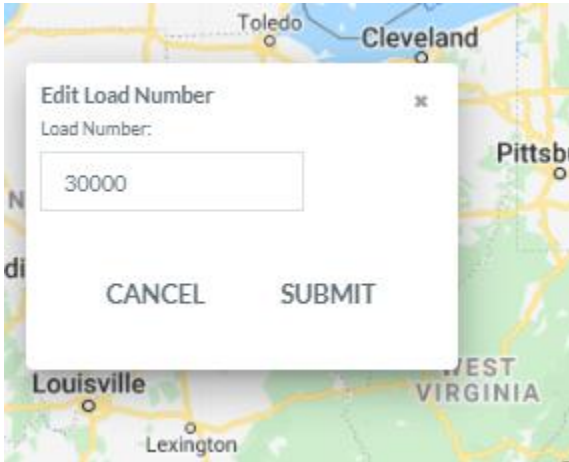 Toledo
Cleveland
Edit Load Number
Load Number:
30000
Pittsb
N
di
CANCEL
SUBMIT
WEST
VIRGINIA
Louisville
Lexington